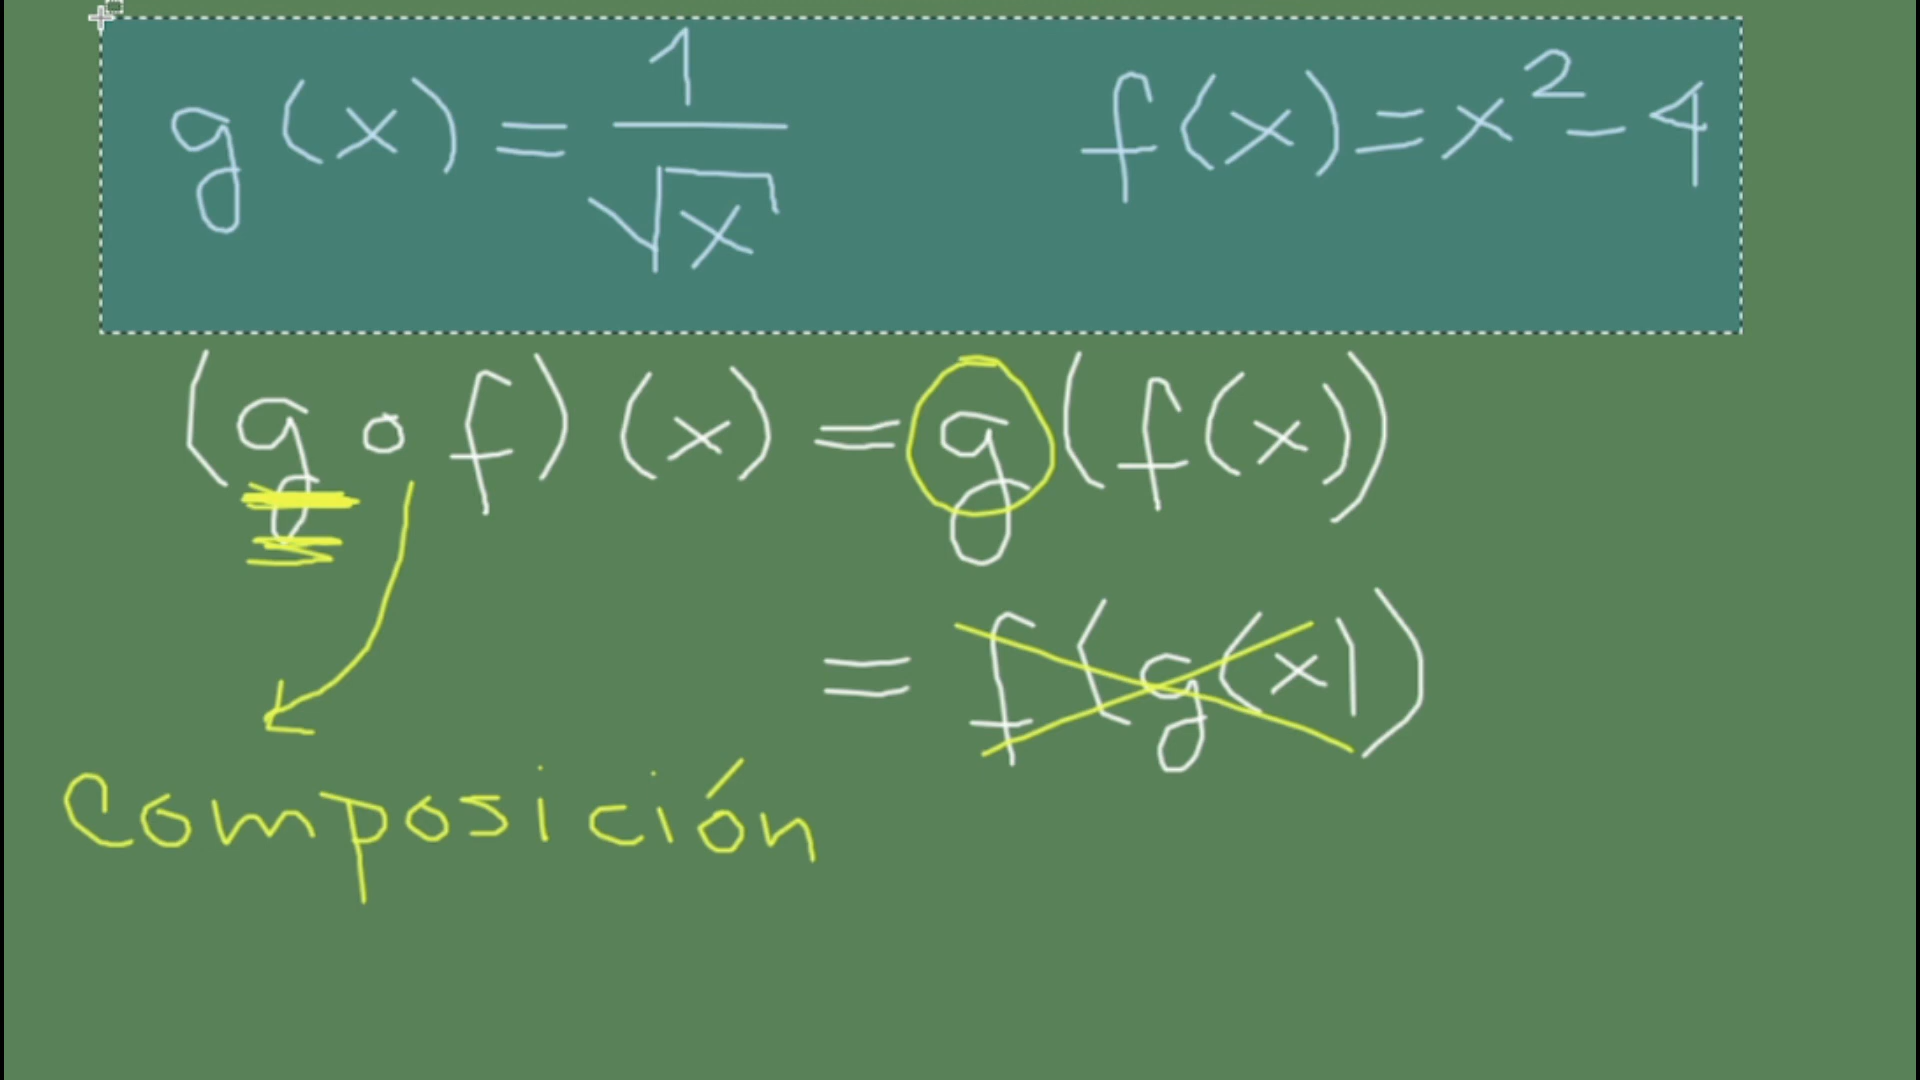 g(x) = 1/√x f(x) = x² - 4
(g o f)(x) = g(f(x))
= f(g(x))
Composición